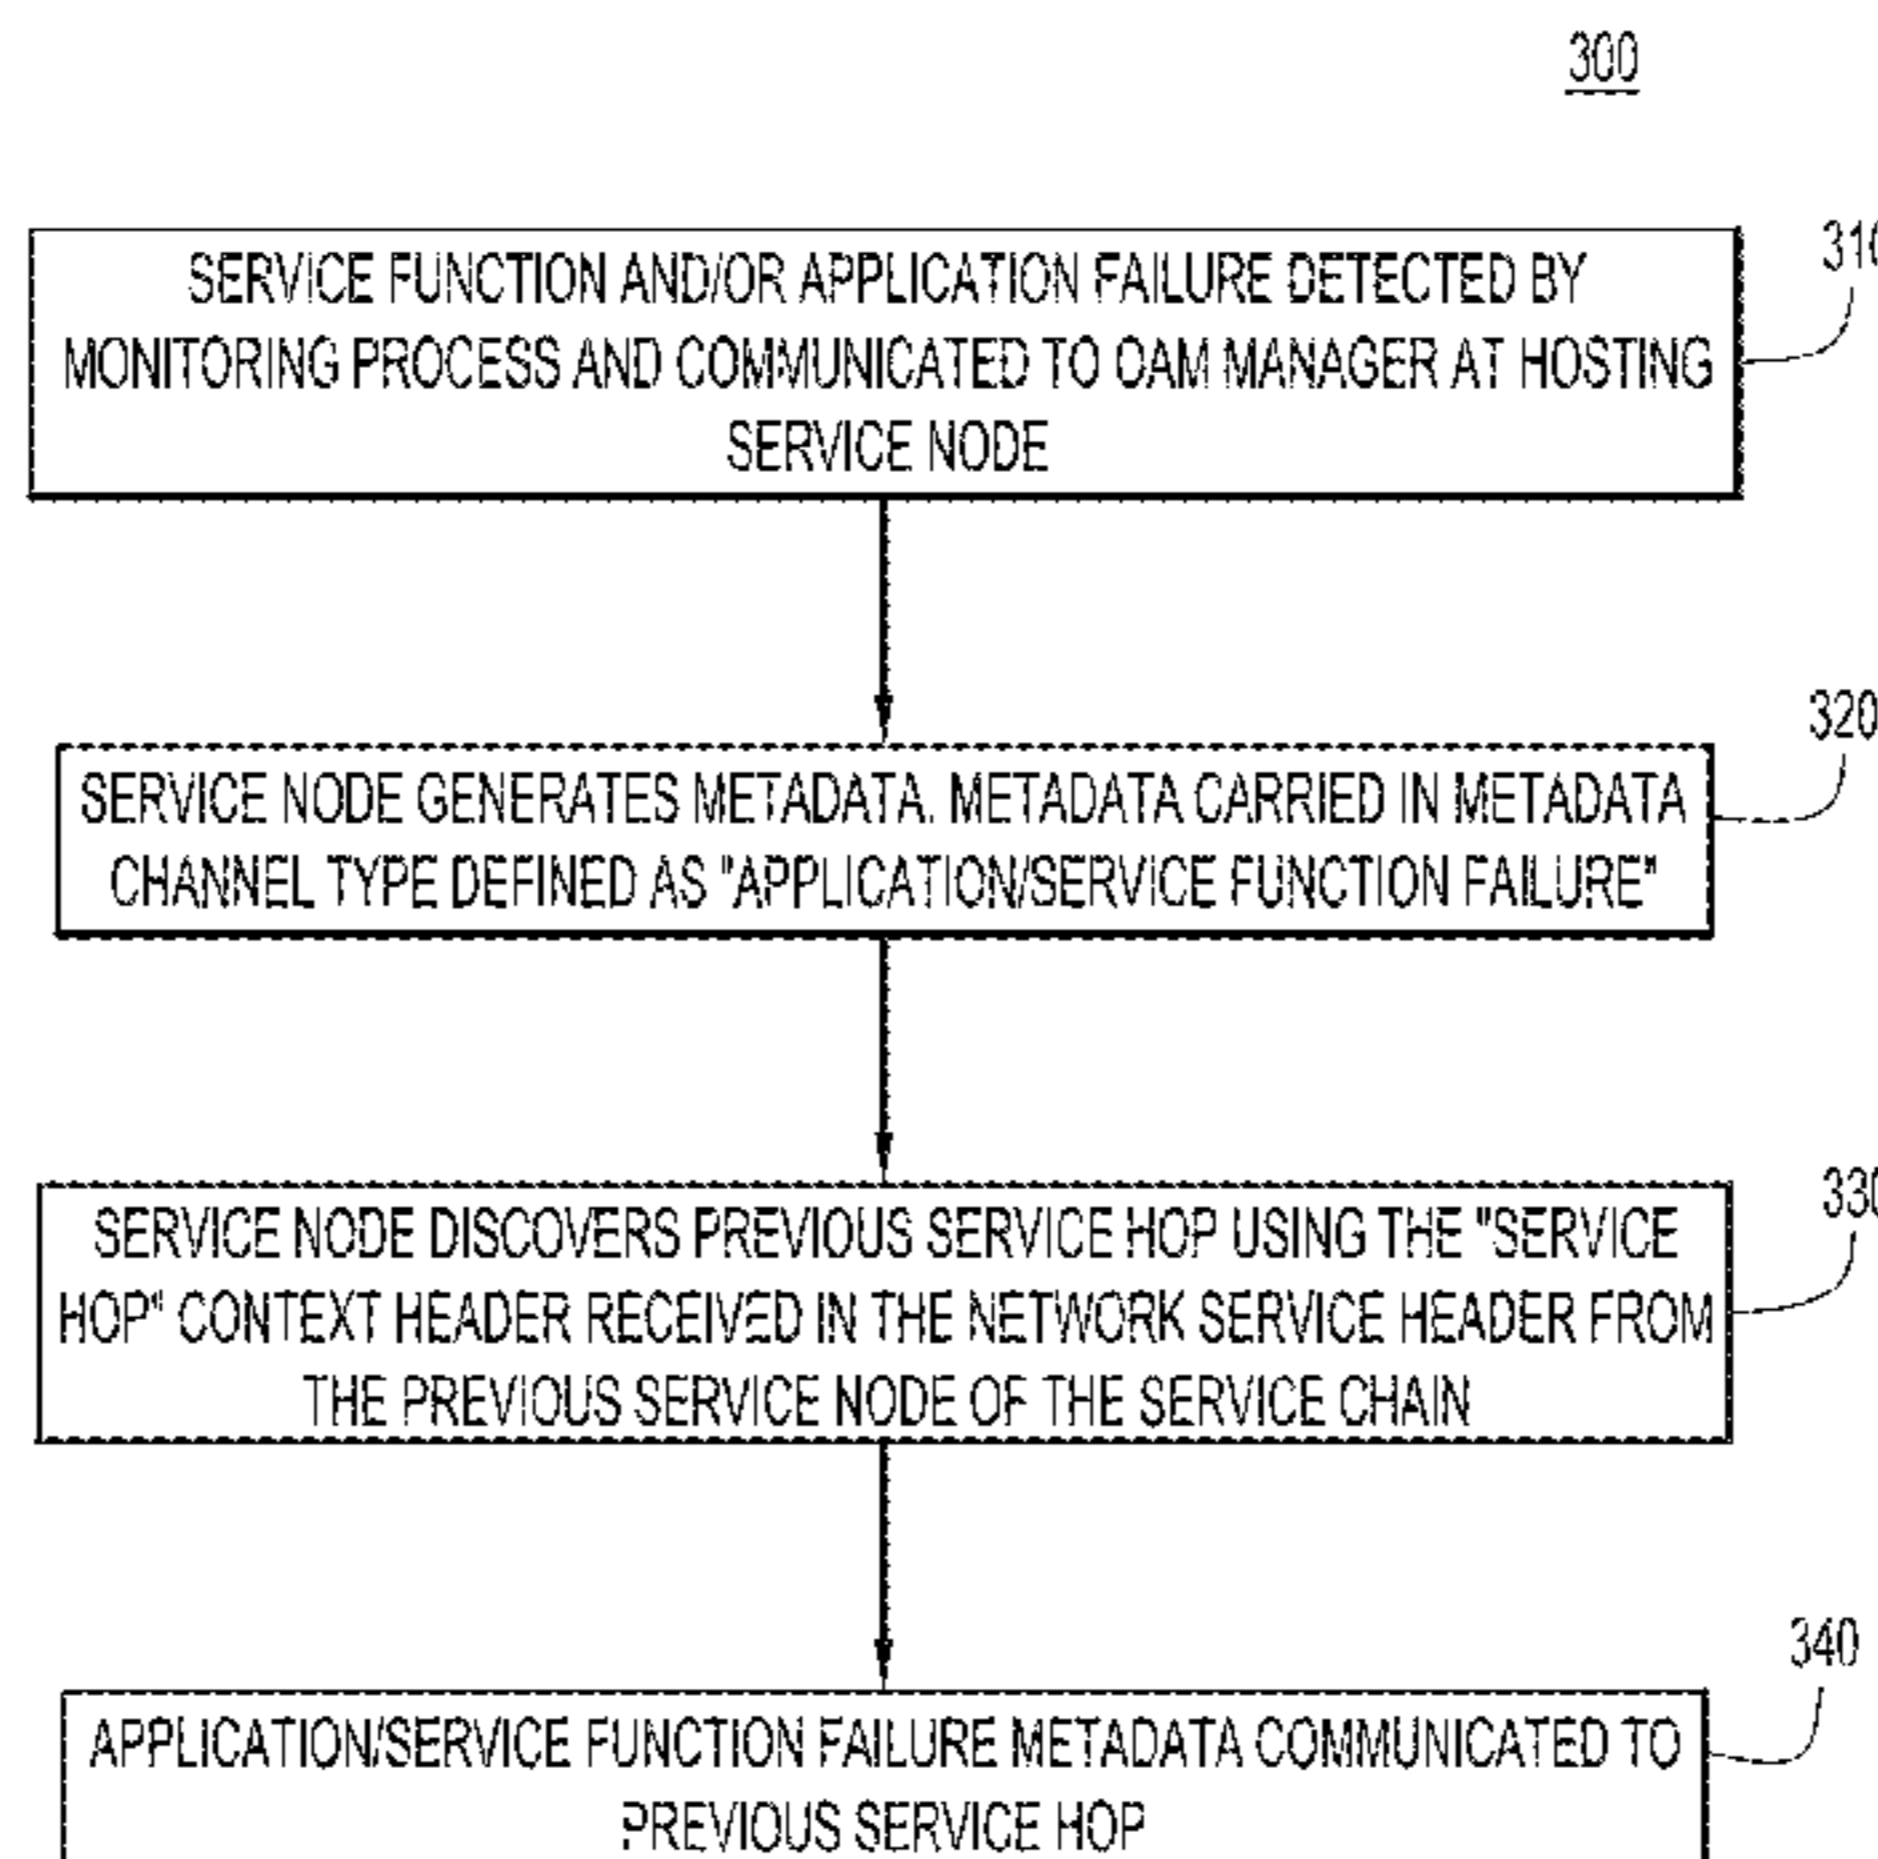 300
310
SERVICE FUNCTION AND/OR APPLICATION FAILURE DETECTED BY
MONITORING PROCESS AND COMMUNICATED TO OAM MANAGER AT HOSTING
SERVICE NODE
320
SERVICE NODE GENERATES METADATA. METADATA CARRIED IN METADATA
CHANNEL TYPE DEFINED AS "APPLICATION/SERVICE FUNCTION FAILURE"
330
SERVICE NODE DISCOVERS PREVIOUS SERVICE HOP USING THE "SERVICE
HOP" CONTEXT HEADER RECEIVED IN THE NETWORK SERVICE HEADER FROM
THE PREVIOUS SERVICE NODE OF THE SERVICE CHAIN
340
APPLICATION/SERVICE FUNCTION FAILURE METADATA COMMUNICATED TO
PREVIOUS SERVICE HOP